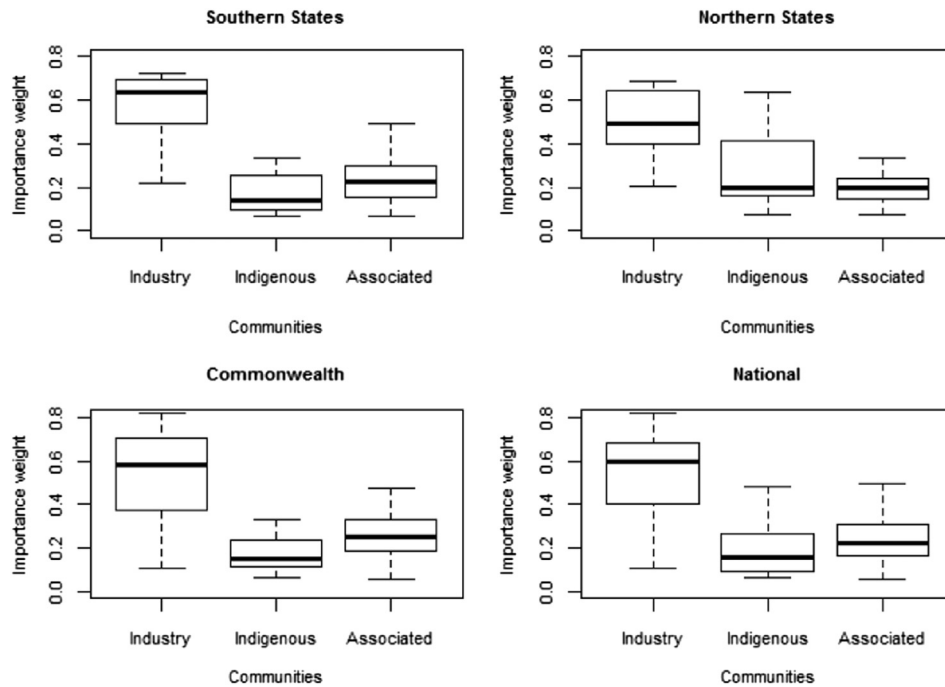 Southern States
Importance weight
0.0 0.2 0.4 0.6 0.8
Industry Indigenous Associated
Communities
Northern States
Importance weight
0.0 0.2 0.4 0.6 0.8
Industry Indigenous Associated
Communities
Commonwealth
Importance weight
0.0 0.2 0.4 0.6 0.8
Industry Indigenous Associated
Communities
National
Importance weight
0.0 0.2 0.4 0.6 0.8
Industry Indigenous Associated
Communities